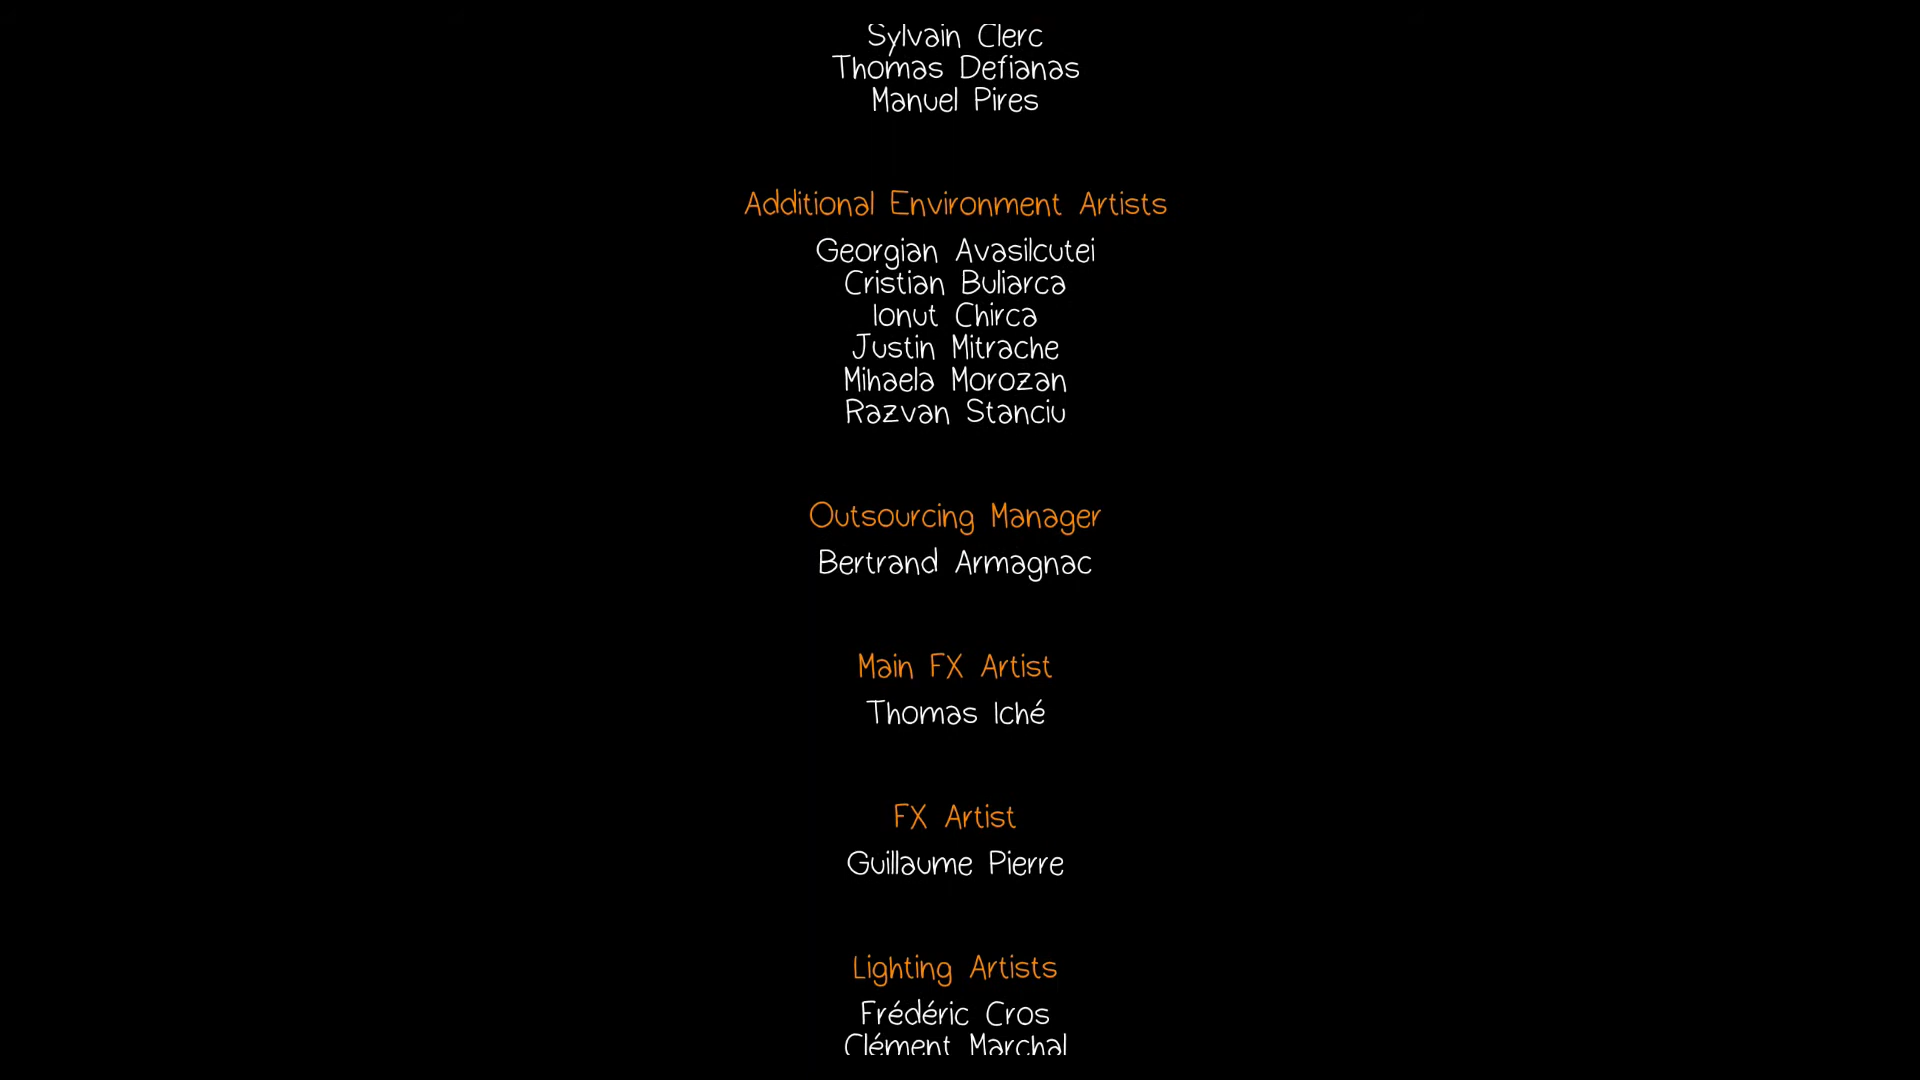 Sylvain Clerc
Thomas Defianas
Manuel Pires
Additional Environment Artists
Georgian Avasilcutei
Cristian Buliarca
Ionut Chirca
Justin Mitrache
Mihaela Morozan
Razvan Stanciu
Outsourcing Manager
Bertrand Armagnac
Main FX Artist
Thomas Iché
FX Artist
Guillaume Pierre
Lighting Artists
Frédéric Cros
Clément Marchal